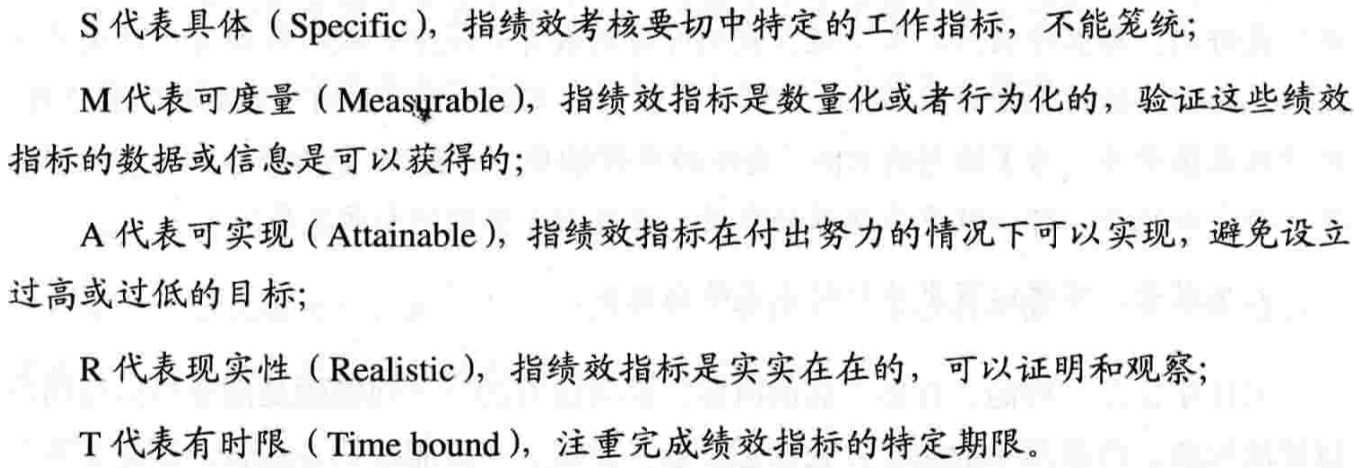 S 代表具体（Specific），指绩效考核要切中特定的工作指标，不能笼统；
M 代表可度量（Measurable），指绩效指标是数量化或者行为化的，验证这些绩效
指标的数据或信息是可以获得的；
A 代表可实现（Attainable），指绩效指标在付出努力的情况下可以实现，避免设立
过高或过低的目标；
R 代表现实性（Realistic），指绩效指标是实实在在的，可以证明和观察；
T 代表有时限（Time bound），注重完成绩效指标的特定期限。